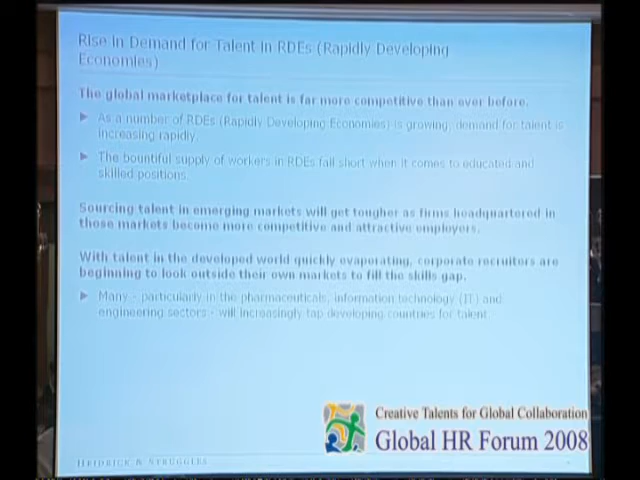 Rise in Demand for Talent in RDEs (Rapidly Developing
Economies)
The global marketplace for talent is far more competitive than ever before.
As a number of RDEs (Rapidly Developing Economies) is growing, demand for talent is
increasing rapidly.
The bountiful supply of workers in RDEs fall short when it comes to educated and
skilled positions.
Sourcing talent in emerging markets will get tougher as firms headquartered in
those markets become more competitive and attractive employers.
With talent in the developed world quickly evaporating, corporate recruiters are
beginning to look outside their own markets to fill the skills gap.
Many - particularly in the pharmaceuticals, information technology (IT) and
engineering sectors - will increasingly tap developing countries for talent.
Creative Talents for Global Collaboration
Global HR Forum 2008
HEIDRICK & STRUGGLES